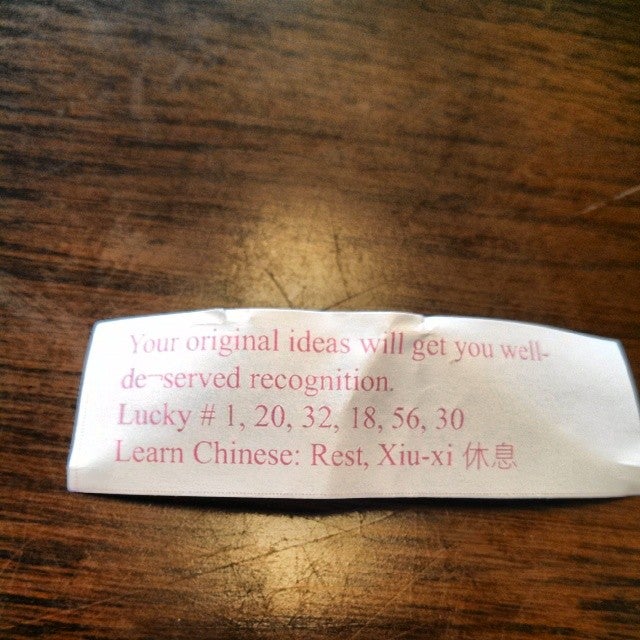 Your original ideas will get you well-
de¬served recognition.
Lucky # 1, 20, 32, 18, 56, 30
Learn Chinese: Rest, Xiu-xi 休息